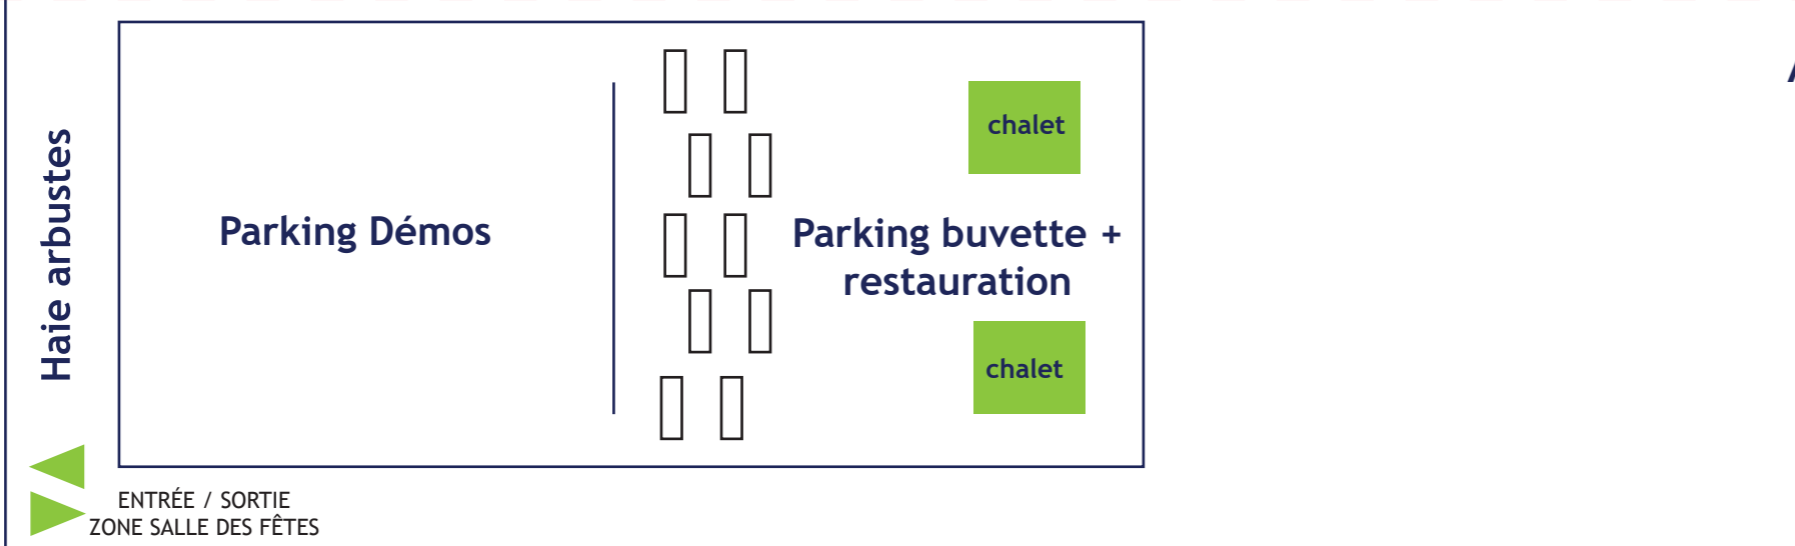 Haie arbustes
Parking Démos
chalet
Parking buvette +
restauration
chalet
ENTRÉE / SORTIE
ZONE SALLE DES FÊTES